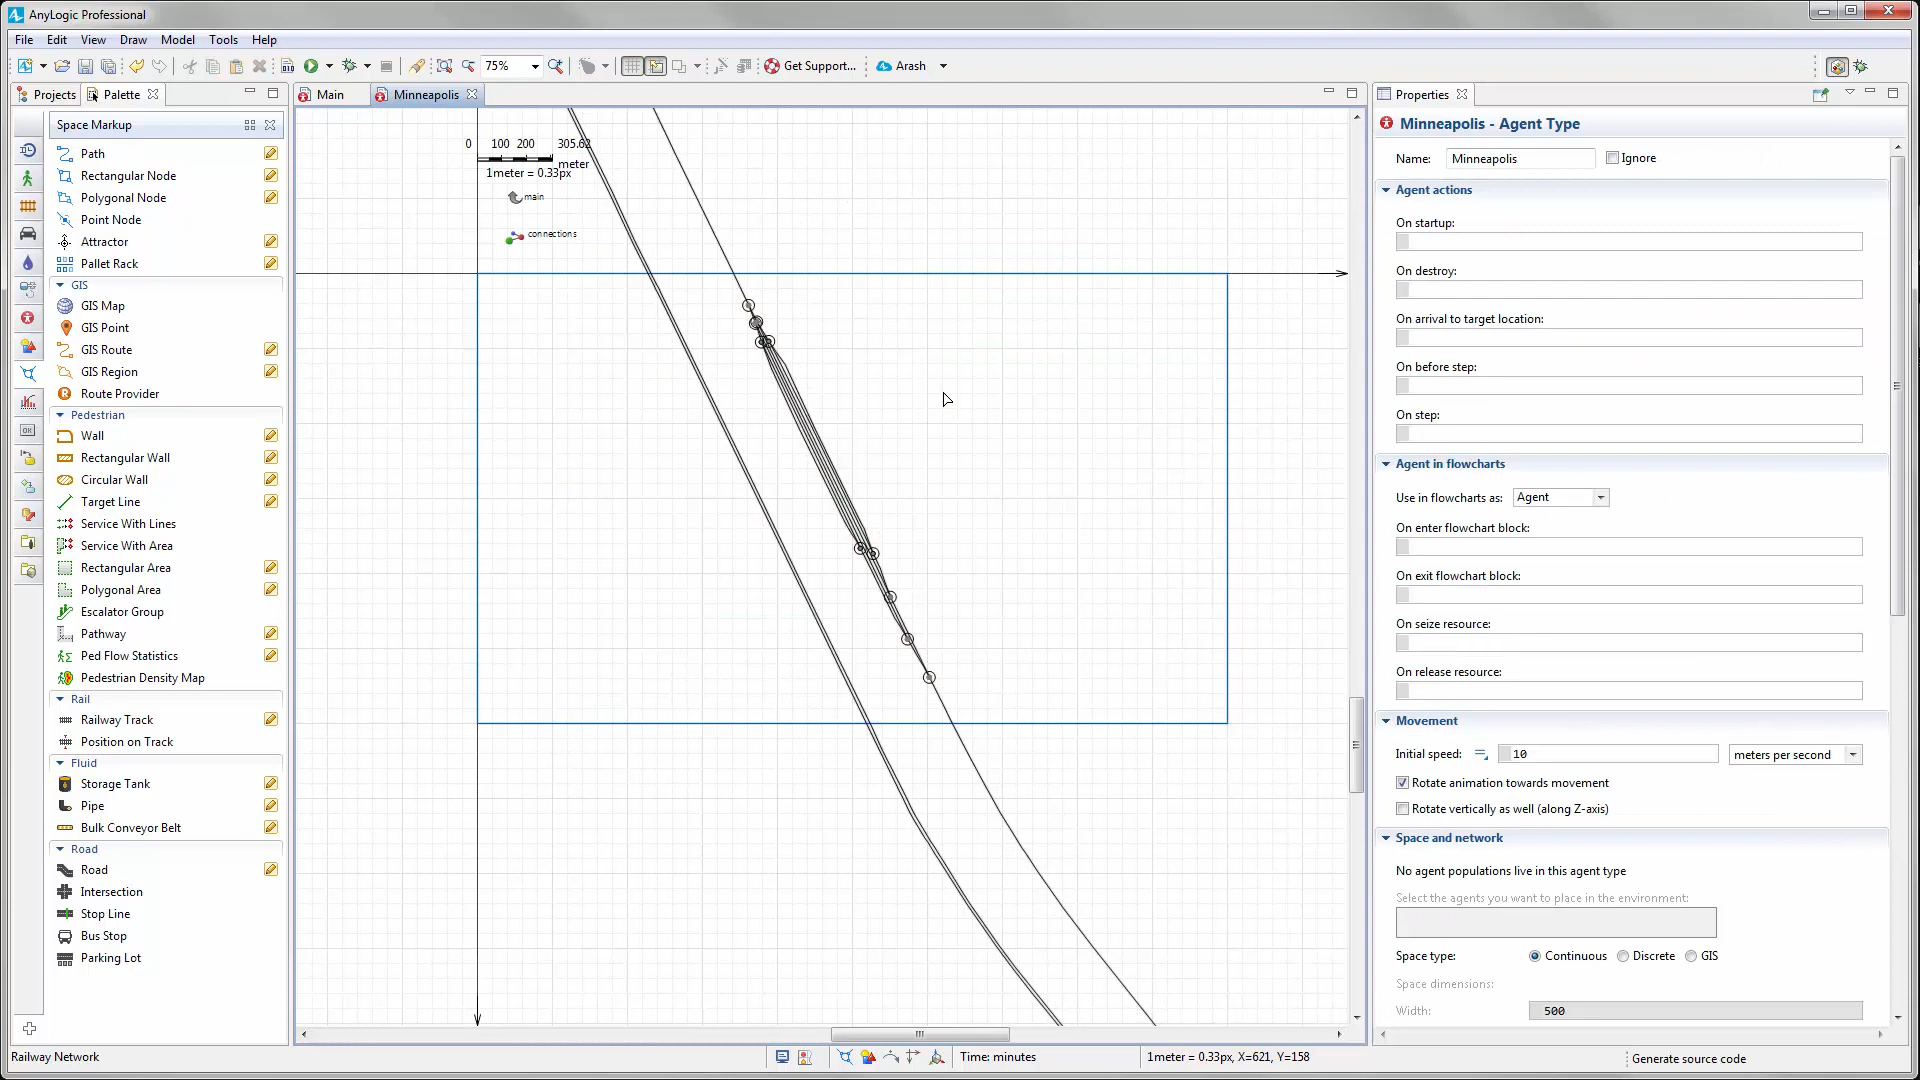 AnyLogic Professional
File Edit View Draw Model Tools Help
75% Get Support... Arash
Projects Palette
Main Minneapolis
Properties
Space Markup
Path
Rectangular Node
Polygonal Node
Point Node
Attractor
Pallet Rack
GIS
GIS Map
GIS Point
GIS Route
GIS Region
Route Provider
Pedestrian
Wall
Rectangular Wall
Circular Wall
Target Line
Service With Lines
Service With Area
Rectangular Area
Polygonal Area
Escalator Group
Pathway
Ped Flow Statistics
Pedestrian Density Map
Rail
Railway Track
Position on Track
Fluid
Storage Tank
Pipe
Bulk Conveyor Belt
Road
Road
Intersection
Stop Line
Bus Stop
Parking Lot
0 100 200 305.62
meter
1meter = 0.33px
main
connections
Minneapolis - Agent Type
Name: Minneapolis Ignore
Agent actions
On startup:
On destroy:
On arrival to target location:
On before step:
On step:
Agent in flowcharts
Use in flowcharts as: Agent
On enter flowchart block:
On exit flowchart block:
On seize resource:
On release resource:
Movement
Initial speed: 10 meters per second
Rotate animation towards movement
Rotate vertically as well (along Z-axis)
Space and network
No agent populations live in this agent type
Select the agents you want to place in the environment:
Space type: Continuous Discrete GIS
Space dimensions:
Width: 500
Railway Network Time: minutes 1meter = 0.33px, X=621, Y=158 Generate source code